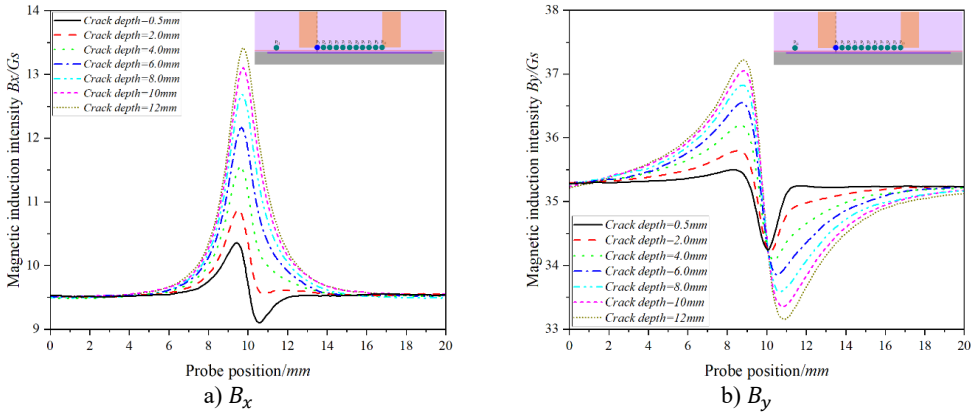 Magnetic induction intensity Bx/Gs
14
13
12
11
10
9
Crack depth=0.5mm
Crack depth=2.0mm
Crack depth=4.0mm
Crack depth=6.0mm
Crack depth=8.0mm
Crack depth=10mm
Crack depth=12mm
0 2 4 6 8 10 12 14 16 18 20
Probe position/mm
a) Bx
Magnetic induction intensity By/Gs
38
37
36
35
34
33
Crack depth=0.5mm
Crack depth=2.0mm
Crack depth=4.0mm
Crack depth=6.0mm
Crack depth=8.0mm
Crack depth=10mm
Crack depth=12mm
0 2 4 6 8 10 12 14 16 18 20
Probe position/mm
b) By